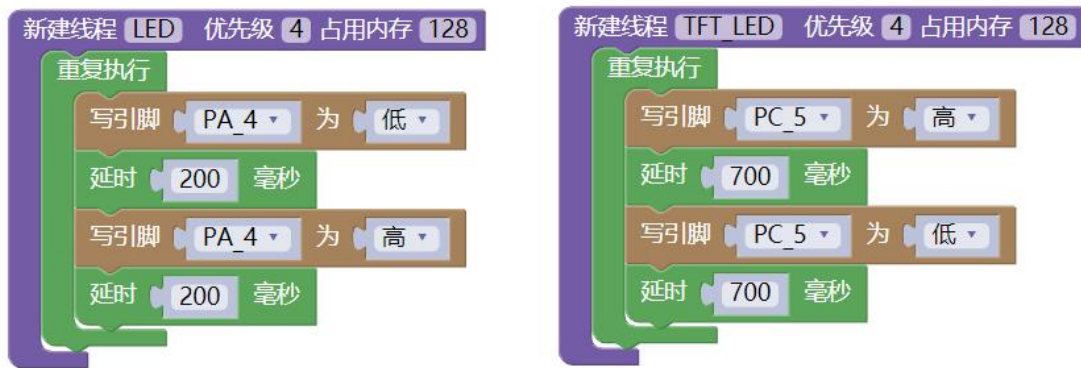 新建线程 LED 优先级 4 占用内存 128
重复执行
写引脚 PA_4 为 低
延时 200 毫秒
写引脚 PA_4 为 高
延时 200 毫秒
新建线程 TFT_LED 优先级 4 占用内存 128
重复执行
写引脚 PC_5 为 高
延时 700 毫秒
写引脚 PC_5 为 低
延时 700 毫秒